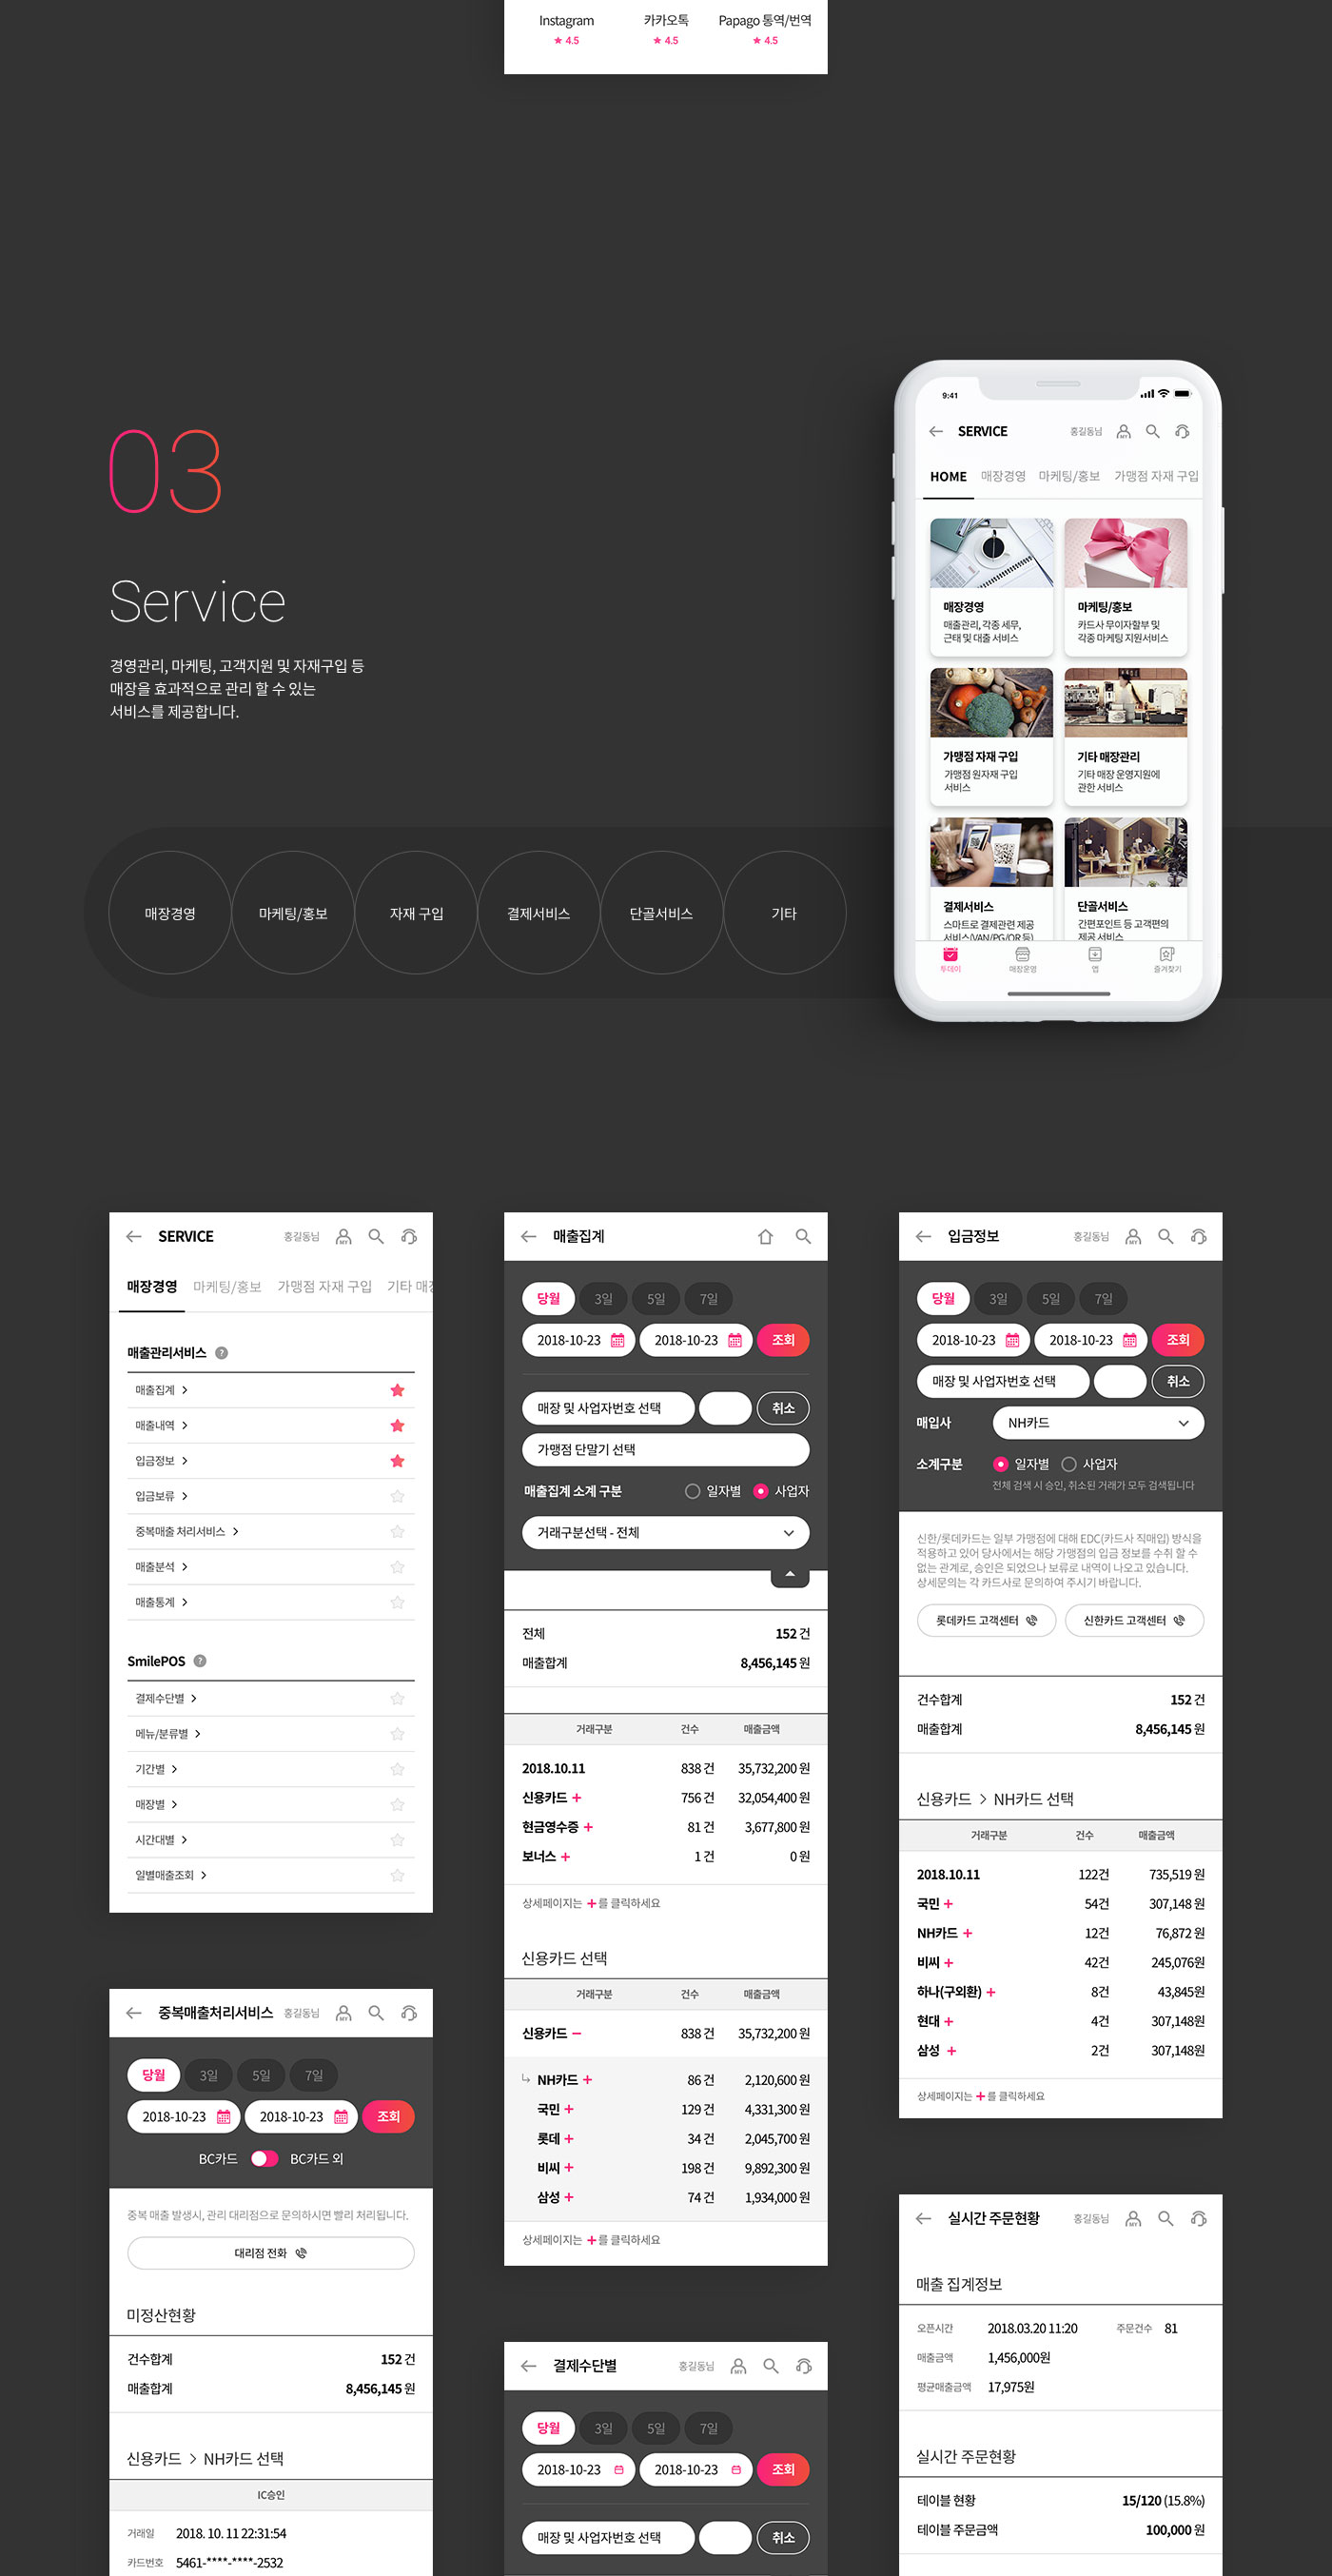 Instagram
카카오톡
Papago 통역/번역
★ 4.5
★ 4.5
★ 4.5
03
Service
경영관리, 마케팅, 고객지원 및 자재구입 등
매장을 효과적으로 관리 할 수 있는
서비스를 제공합니다.
매장경영
마케팅/홍보
자재 구입
결제서비스
단골서비스
기타
9:41
SERVICE
홍길동님
MY
HOME
매장경영
마케팅/홍보
가맹점 자재 구입
매장경영
매출관리, 각종 세무,
근태 및 대출 서비스
마케팅/홍보
카드사 무이자할부 및
각종 마케팅 지원서비스
가맹점 자재 구입
가맹점 원자재 구입
서비스
기타 매장관리
기타 매장 운영지원에
관한 서비스
결제서비스
스마트로 결제관련 제공
서비스(VAN/PG/QR 등)
단골서비스
간편포인트 등 고객편의
제공 서비스
투데이
매장운영
앱
즐겨찾기
SERVICE
홍길동님
MY
매장경영
마케팅/홍보
가맹점 자재 구입
기타 매장
매출관리서비스 ?
매출집계
매출내역
입금정보
입금보류
중복매출 처리서비스
매출분석
매출통계
SmilePOS ?
결제수단별
메뉴/분류별
기간별
매장별
시간대별
일별매출조회
중복매출처리서비스
홍길동님
MY
당월
3일
5일
7일
2018-10-23
2018-10-23
조회
BC카드
BC카드 외
중복 매출 발생시, 관리 대리점으로 문의하시면 빨리 처리됩니다.
대리점 전화
미정산현황
건수합계
152 건
매출합계
8,456,145 원
신용카드 > NH카드 선택
IC승인
거래일
2018. 10. 11 22:31:54
카드번호
5461-****-****-2532
매출집계
당월
3일
5일
7일
2018-10-23
2018-10-23
조회
매장 및 사업자번호 선택
취소
가맹점 단말기 선택
매출집계 소계 구분
일자별
사업자
거래구분선택 - 전체
전체
152 건
매출합계
8,456,145 원
거래구분 건수 매출금액
2018.10.11 838 건 35,732,200 원
신용카드 + 756 건 32,054,400 원
현금영수증 + 81 건 3,677,800 원
보너스 + 1 건 0 원
상세페이지는 + 를 클릭하세요
신용카드 선택
거래구분 건수 매출금액
신용카드 − 838 건 35,732,200 원
NH카드 + 86 건 2,120,600 원
국민 + 129 건 4,331,300 원
롯데 + 34 건 2,045,700 원
비씨 + 198 건 9,892,300 원
삼성 + 74 건 1,934,000 원
상세페이지는 + 를 클릭하세요
결제수단별
홍길동님
MY
당월
3일
5일
7일
2018-10-23
2018-10-23
조회
매장 및 사업자번호 선택
취소
입금정보
홍길동님
MY
당월
3일
5일
7일
2018-10-23
2018-10-23
조회
매장 및 사업자번호 선택
취소
매입사
NH카드
소계구분
일자별
사업자
전체 검색 시 승인, 취소된 거래가 모두 검색됩니다
신한/롯데카드는 일부 가맹점에 대해 EDC(카드사 직매입) 방식을
적용하고 있어 당사에서는 해당 가맹점의 입금 정보를 수취 할 수
없는 관계로, 승인은 되었으나 보류로 내역이 나오고 있습니다.
상세문의는 각 카드사로 문의하여 주시기 바랍니다.
롯데카드 고객센터
신한카드 고객센터
건수합계
152 건
매출합계
8,456,145 원
신용카드 > NH카드 선택
거래구분 건수 매출금액
2018.10.11 122건 735,519 원
국민 + 54건 307,148 원
NH카드 + 12건 76,872 원
비씨 + 42건 245,076원
하나(구외환) + 8건 43,845원
현대 + 4건 307,148원
삼성 + 2건 307,148원
상세페이지는 + 를 클릭하세요
실시간 주문현황
홍길동님
MY
매출 집계정보
오픈시간
2018.03.20 11:20
주문건수
81
매출금액
1,456,000원
평균매출금액
17,975원
실시간 주문현황
테이블 현황
15/120 (15.8%)
테이블 주문금액
100,000 원